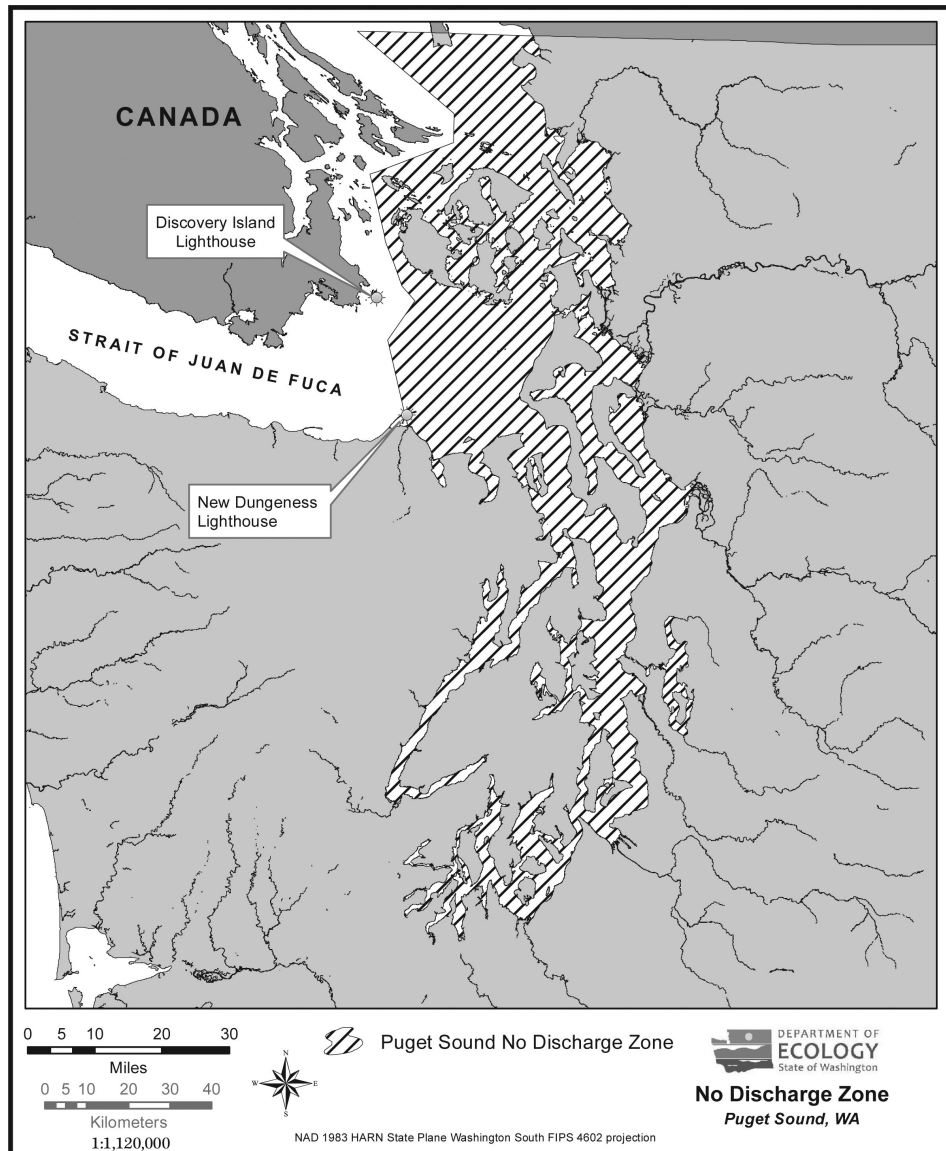 CANADA
Discovery Island
Lighthouse
STRAIT OF JUAN DE FUCA
New Dungeness
Lighthouse
0 5 10 20 30
Miles
0 5 10 20 30 40
Kilometers
1:1,120,000
N
W E
S
Puget Sound No Discharge Zone
NAD 1983 HARN State Plane Washington South FIPS 4602 projection
DEPARTMENT OF
ECOLOGY
State of Washington
No Discharge Zone
Puget Sound, WA